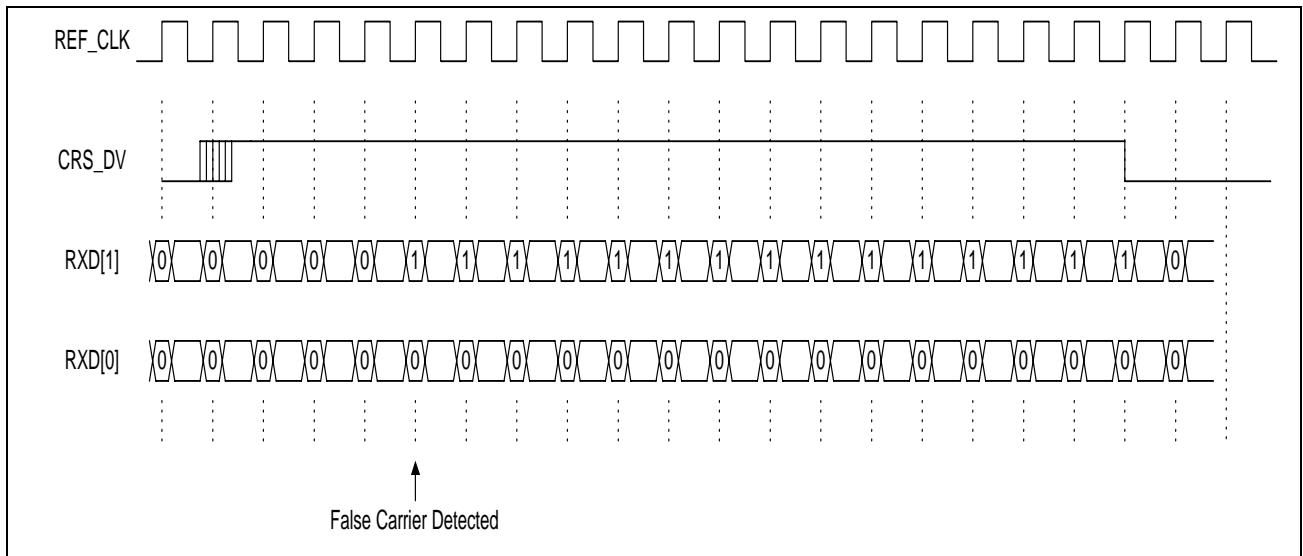 REF_CLK
CRS_DV
RXD[1] 0 0 0 0 0 1 1 1 1 1 1 1 1 1 1 1 1 1 1 1 0
RXD[0] 0 0 0 0 0 0 0 0 0 0 0 0 0 0 0 0 0 0 0 0 0
False Carrier Detected